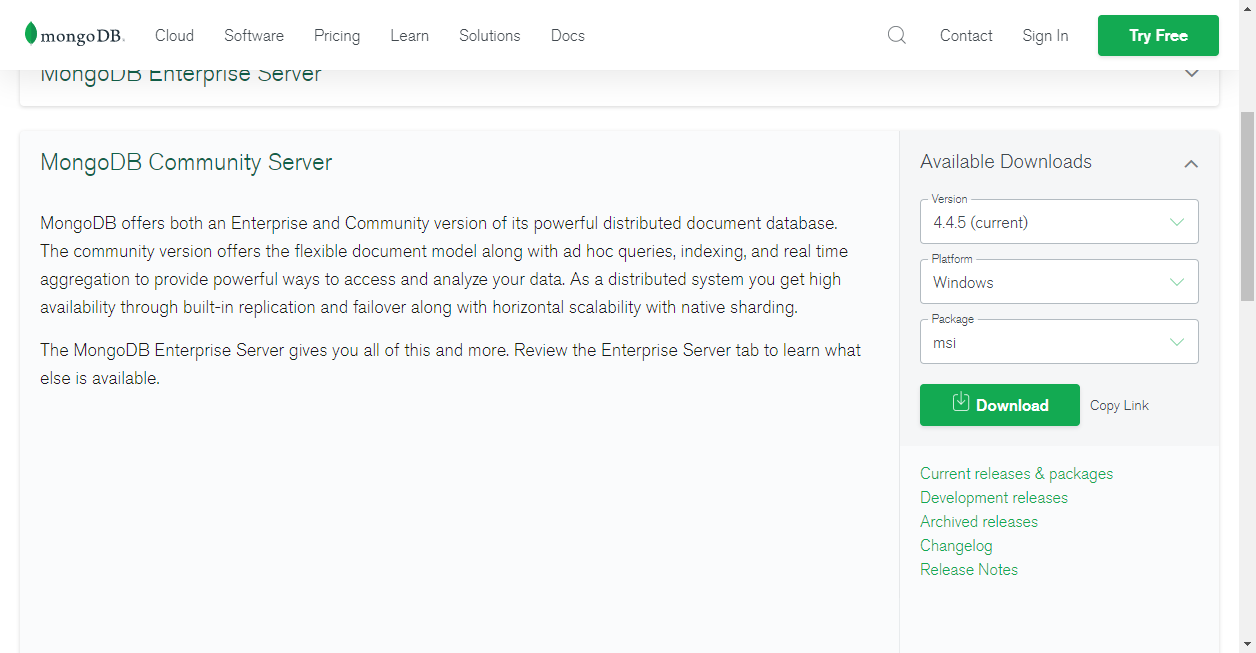 mongoDB.
Cloud
Software
Pricing
Learn
Solutions
Docs
Contact
Sign In
Try Free
MongoDB Enterprise Server
MongoDB Community Server
MongoDB offers both an Enterprise and Community version of its powerful distributed document database.
The community version offers the flexible document model along with ad hoc queries, indexing, and real time
aggregation to provide powerful ways to access and analyze your data. As a distributed system you get high
availability through built-in replication and failover along with horizontal scalability with native sharding.
The MongoDB Enterprise Server gives you all of this and more. Review the Enterprise Server tab to learn what
else is available.
Available Downloads
Version
4.4.5 (current)
Platform
Windows
Package
msi
Download
Copy Link
Current releases & packages
Development releases
Archived releases
Changelog
Release Notes